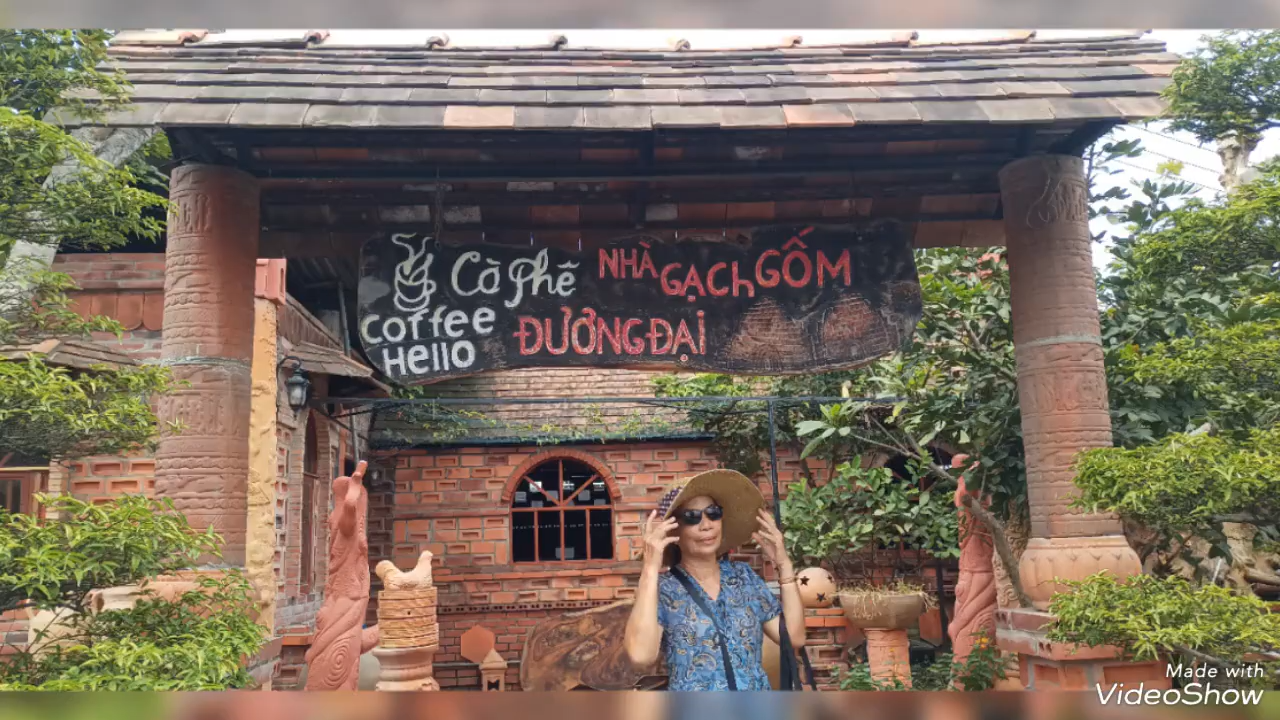 Cà Phê NHÀ GẠCh GỐM
coffee ĐƯƠNG ĐẠI
Hello
Made with
VideoShow